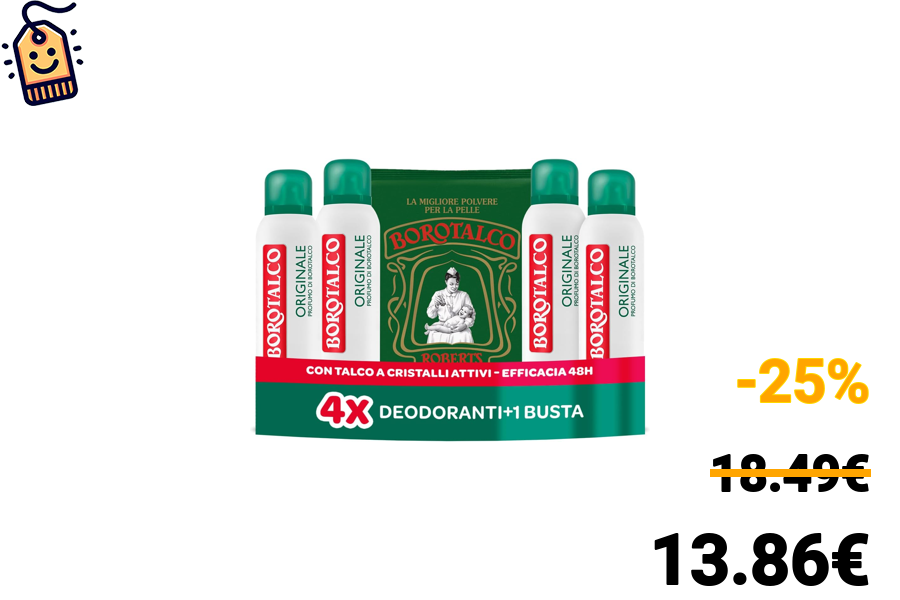 LA MIGLIORE POLVERE
PER LA PELLE
BOROTALCO
ROBERTS
BOROTALCO
ORIGINALE
PROFUMO DI BOROTALCO
BOROTALCO
ORIGINALE
PROFUMO DI BOROTALCO
BOROTALCO
ORIGINALE
PROFUMO DI BOROTALCO
BOROTALCO
ORIGINALE
PROFUMO DI BOROTALCO
CON TALCO A CRISTALLI ATTIVI - EFFICACIA 48H
4X DEODORANTI+1 BUSTA
-25%
18.49€
13.86€